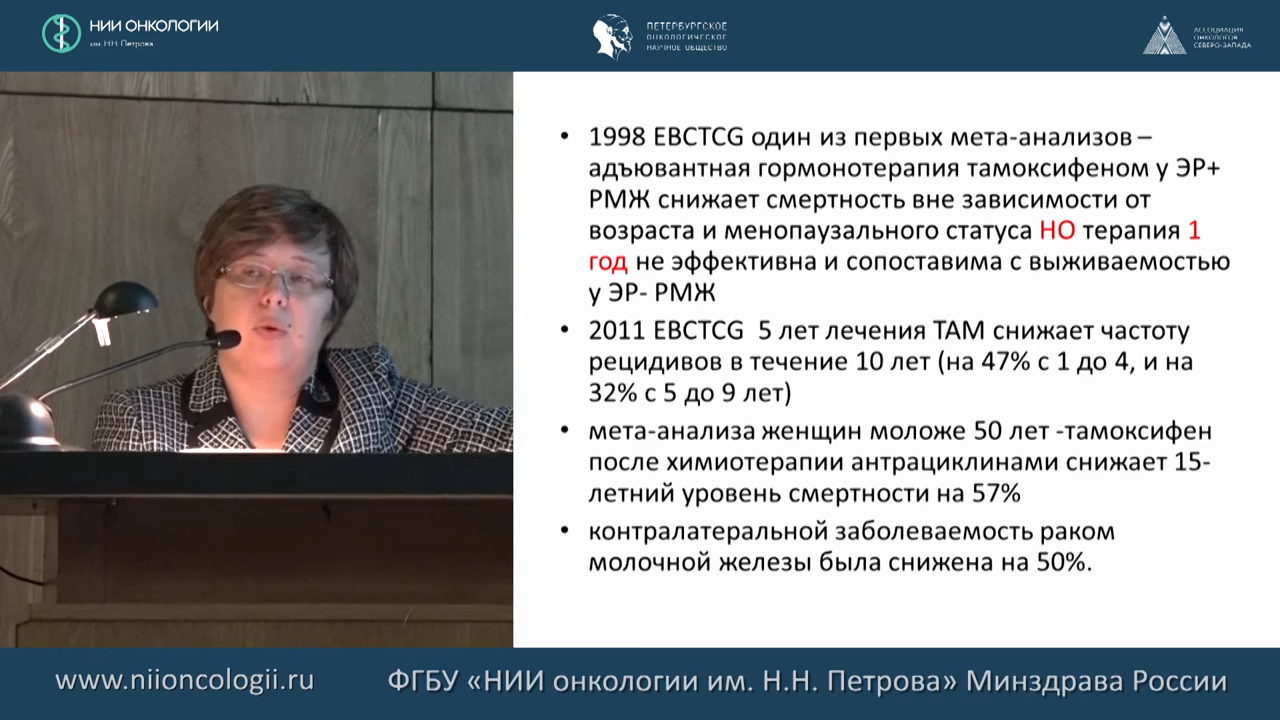 НИИ ОНКОЛОГИИ
им. Н.Н. Петрова
ПЕТЕРБУРГСКОЕ
ОНКОЛОГИЧЕСКОЕ
НАУЧНОЕ ОБЩЕСТВО
АССОЦИАЦИЯ
ОНКОЛОГОВ
СЕВЕРО-ЗАПАДА
• 1998 EBCTCG один из первых мета-анализов –
адъювантная гормонотерапия тамоксифеном у ЭР+
РМЖ снижает смертность вне зависимости от
возраста и менопаузального статуса НО терапия 1
год не эффективна и сопоставима с выживаемостью
у ЭР- РМЖ
• 2011 EBCTCG 5 лет лечения ТАМ снижает частоту
рецидивов в течение 10 лет (на 47% с 1 до 4, и на
32% с 5 до 9 лет)
• мета-анализа женщин моложе 50 лет -тамоксифен
после химиотерапии антрациклинами снижает 15-
летний уровень смертности на 57%
• контралатеральной заболеваемость раком
молочной железы была снижена на 50%.
www.niioncologii.ru
ФГБУ «НИИ онкологии им. Н.Н. Петрова» Минздрава России